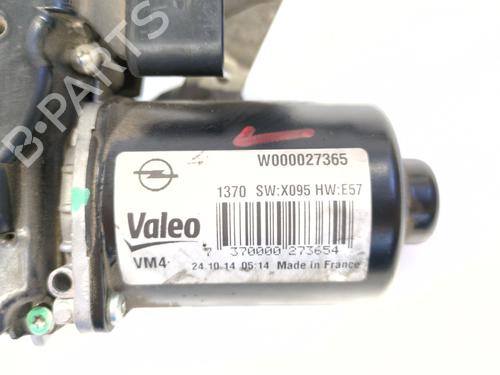 B-PARTS
W000027365
1370 SW:X095 HW:E57
Valeo
7 370000 273654
VM4
24.10.14 05:14 Made in France